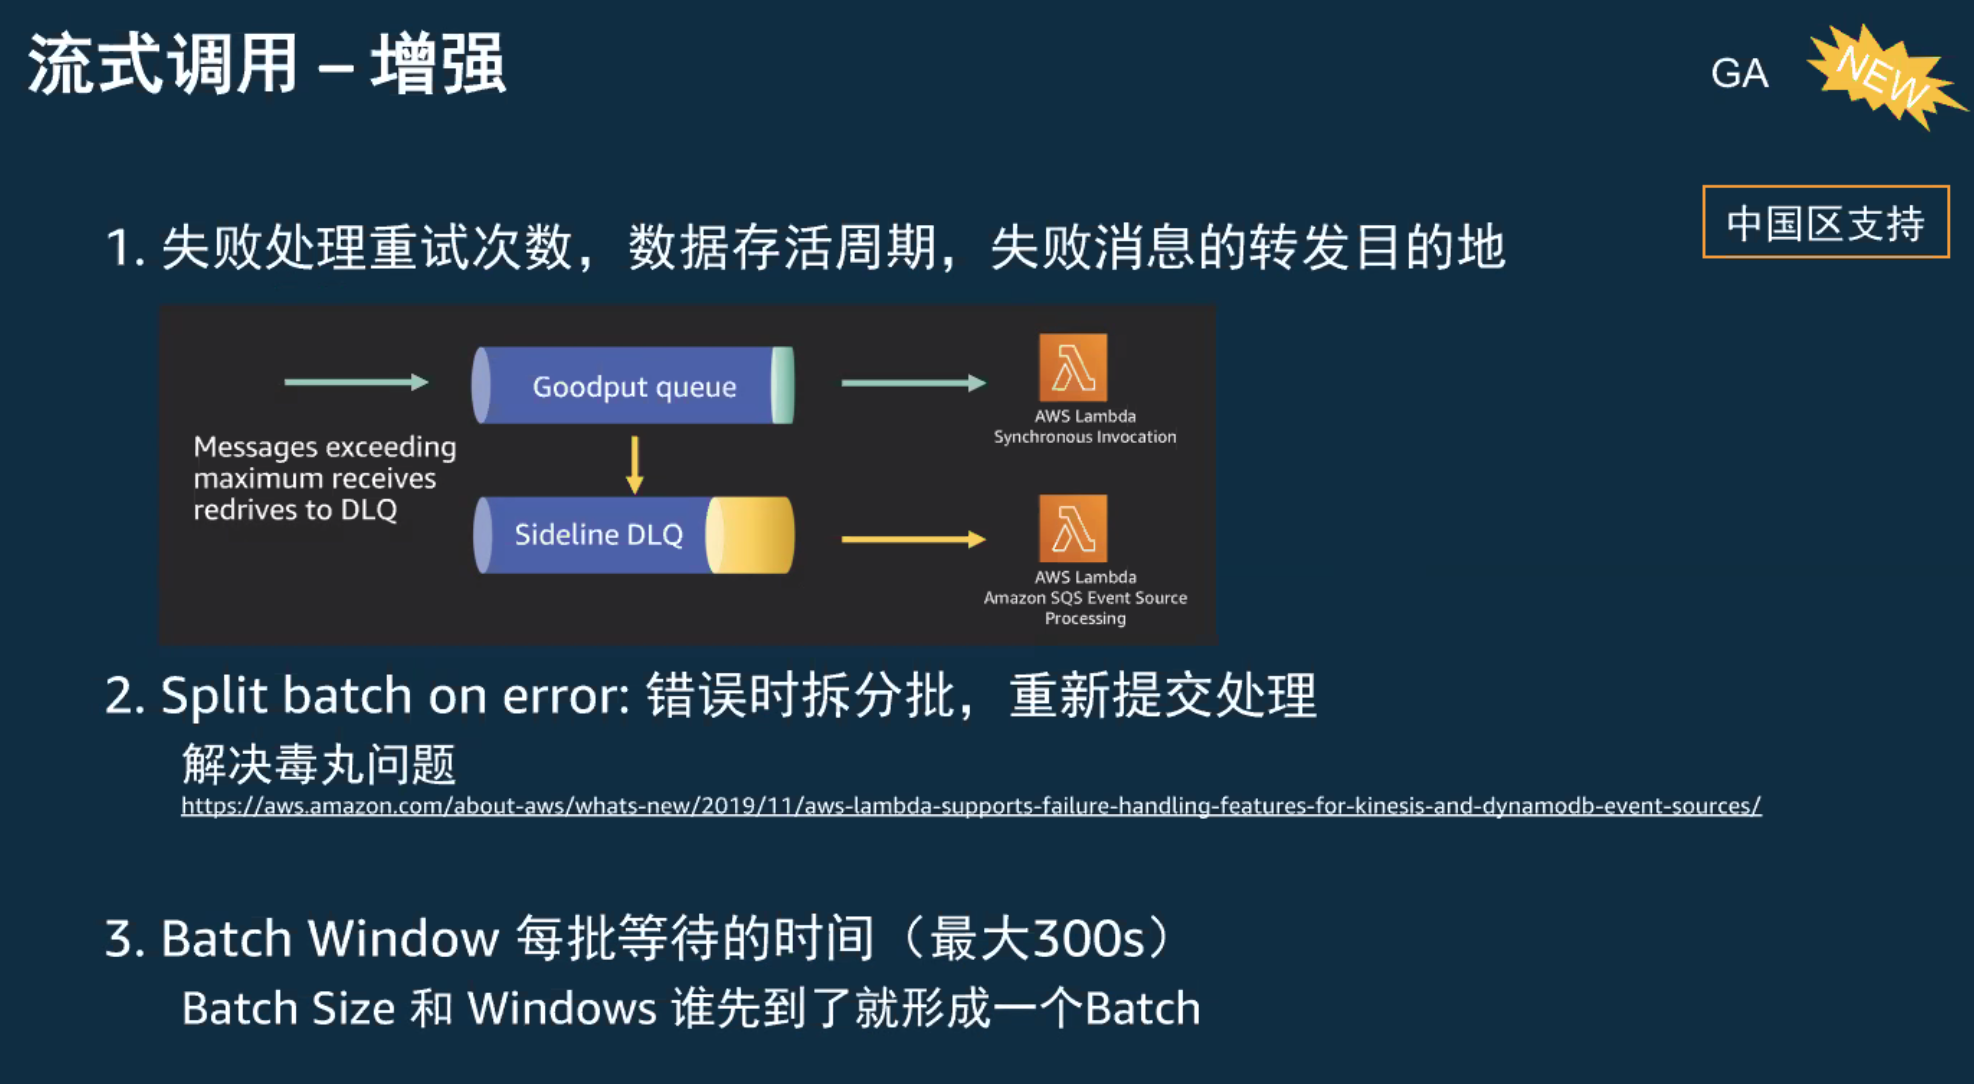 流式调用 – 增强
GA
NEW
中国区支持
1. 失败处理重试次数，数据存活周期，失败消息的转发目的地
Goodput queue
AWS Lambda
Synchronous Invocation
Messages exceeding
maximum receives
redrives to DLQ
Sideline DLQ
AWS Lambda
Amazon SQS Event Source
Processing
2. Split batch on error: 错误时拆分批，重新提交处理
解决毒丸问题
https://aws.amazon.com/about-aws/whats-new/2019/11/aws-lambda-supports-failure-handling-features-for-kinesis-and-dynamodb-event-sources/
3. Batch Window 每批等待的时间（最大300s）
Batch Size 和 Windows 谁先到了就形成一个Batch